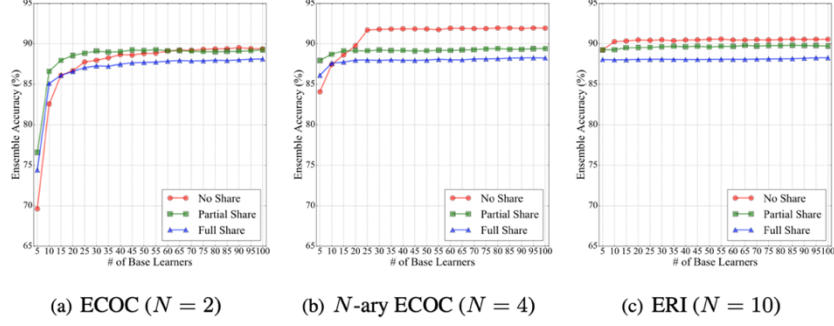 95
90
85
80
75
70
65
Ensemble Accuracy (%)
No Share
Partial Share
Full Share
5 10 15 20 25 30 35 40 45 50 55 60 65 70 75 80 85 90 95 100
# of Base Learners
(a) ECOC (N = 2)
95
90
85
80
75
70
65
Ensemble Accuracy (%)
No Share
Partial Share
Full Share
5 10 15 20 25 30 35 40 45 50 55 60 65 70 75 80 85 90 95 100
# of Base Learners
(b) N-ary ECOC (N = 4)
95
90
85
80
75
70
65
Ensemble Accuracy (%)
No Share
Partial Share
Full Share
5 10 15 20 25 30 35 40 45 50 55 60 65 70 75 80 85 90 95 100
# of Base Learners
(c) ERI (N = 10)